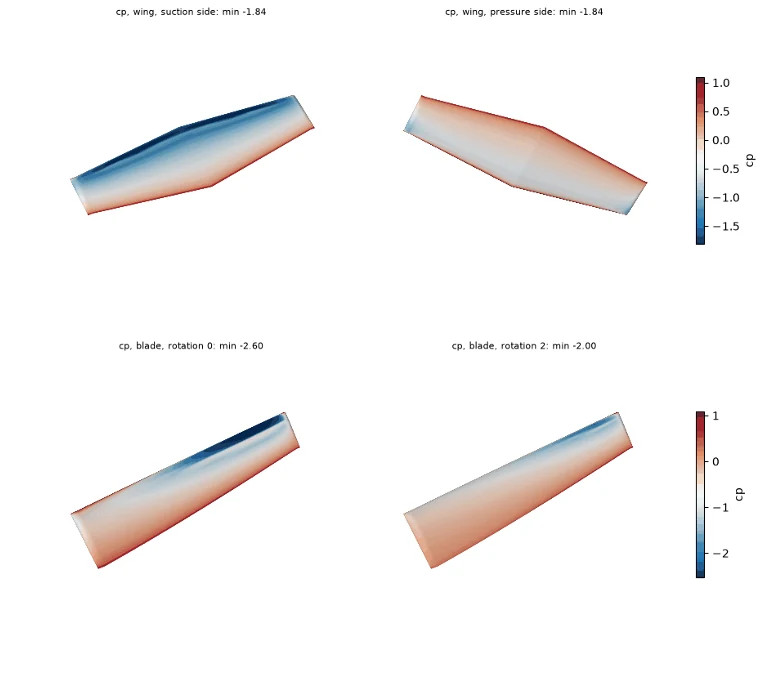 cp, wing, suction side: min -1.84
cp, wing, pressure side: min -1.84
1.0
0.5
0.0
−0.5
−1.0
−1.5
cp
cp, blade, rotation 0: min -2.60
cp, blade, rotation 2: min -2.00
1
0
−1
−2
cp